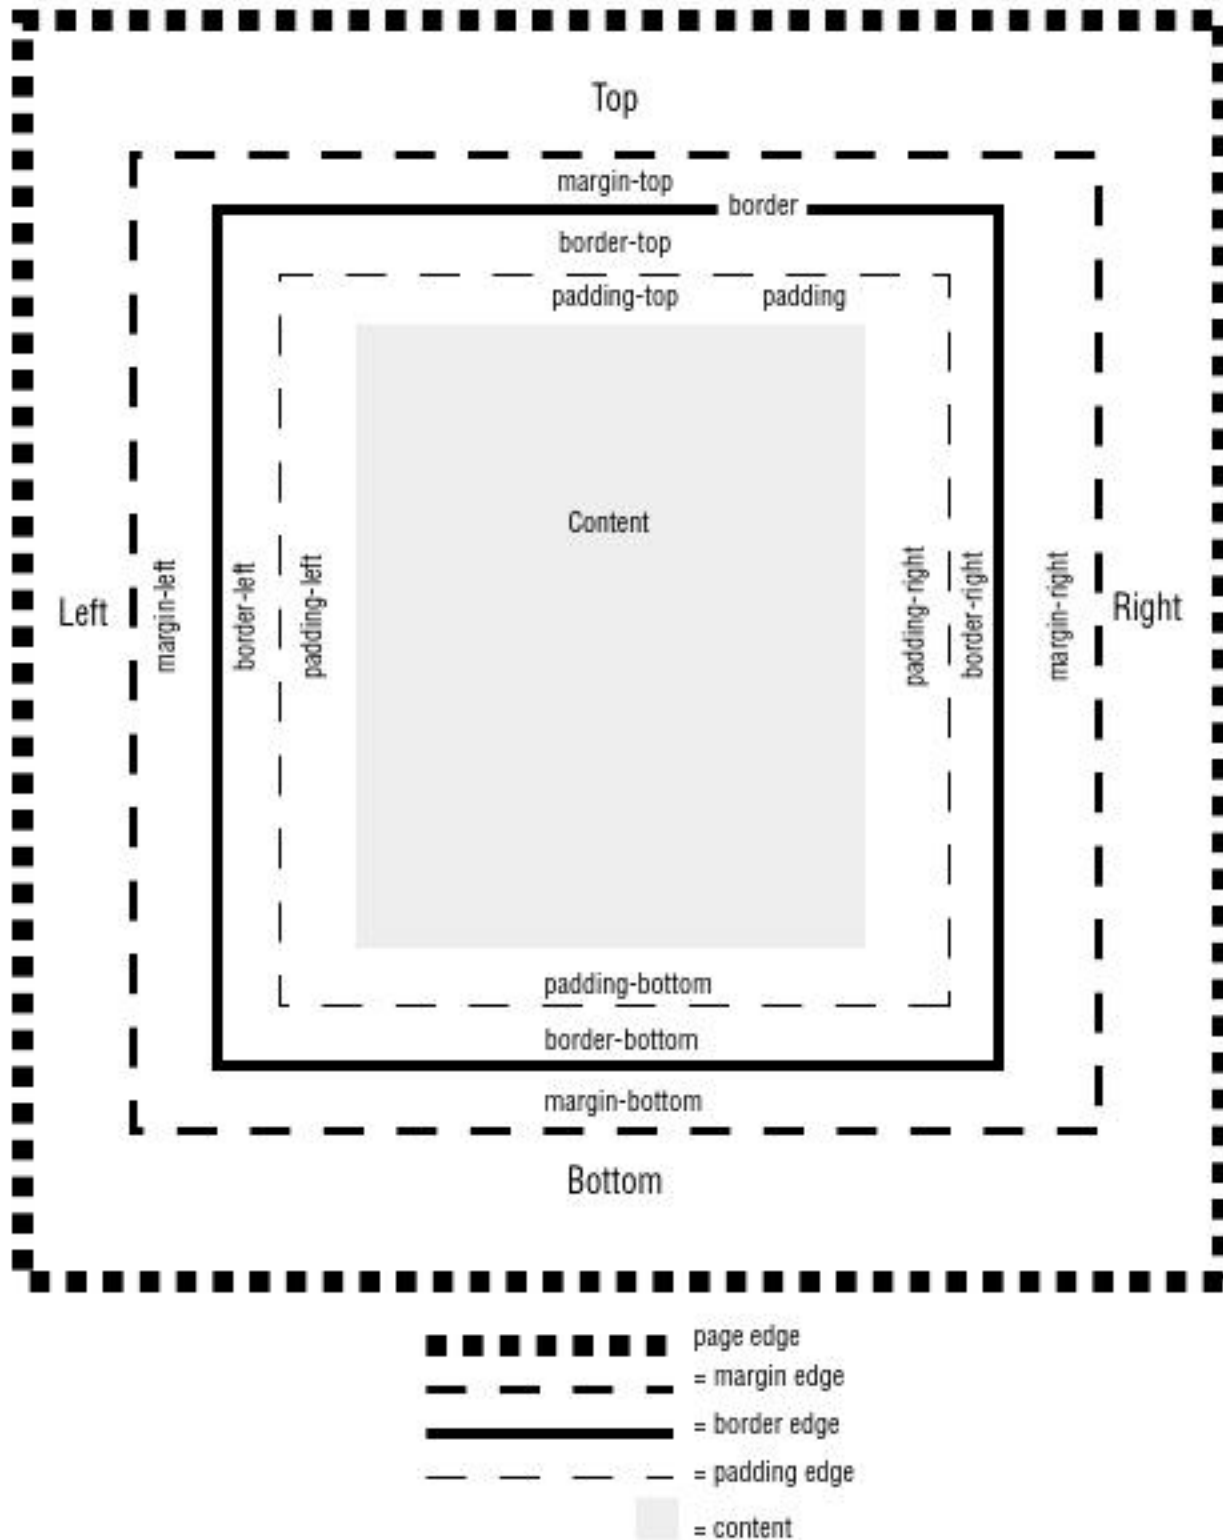 Top
margin-top
border
border-top
padding-top padding
Content
Left
margin-left
border-left
padding-left
padding-right
border-right
margin-right
Right
padding-bottom
border-bottom
margin-bottom
Bottom
page edge
= margin edge
= border edge
= padding edge
= content